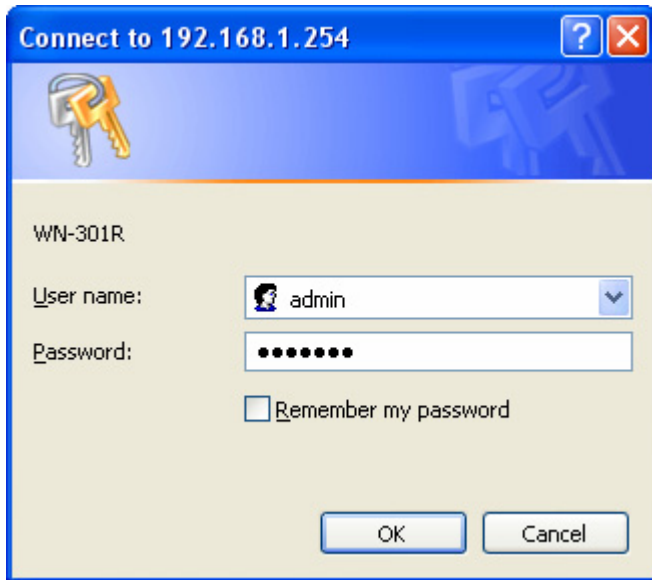 Connect to 192.168.1.254
WN-301R
User name:
admin
Password:
●●●●●●●
Remember my password
OK
Cancel